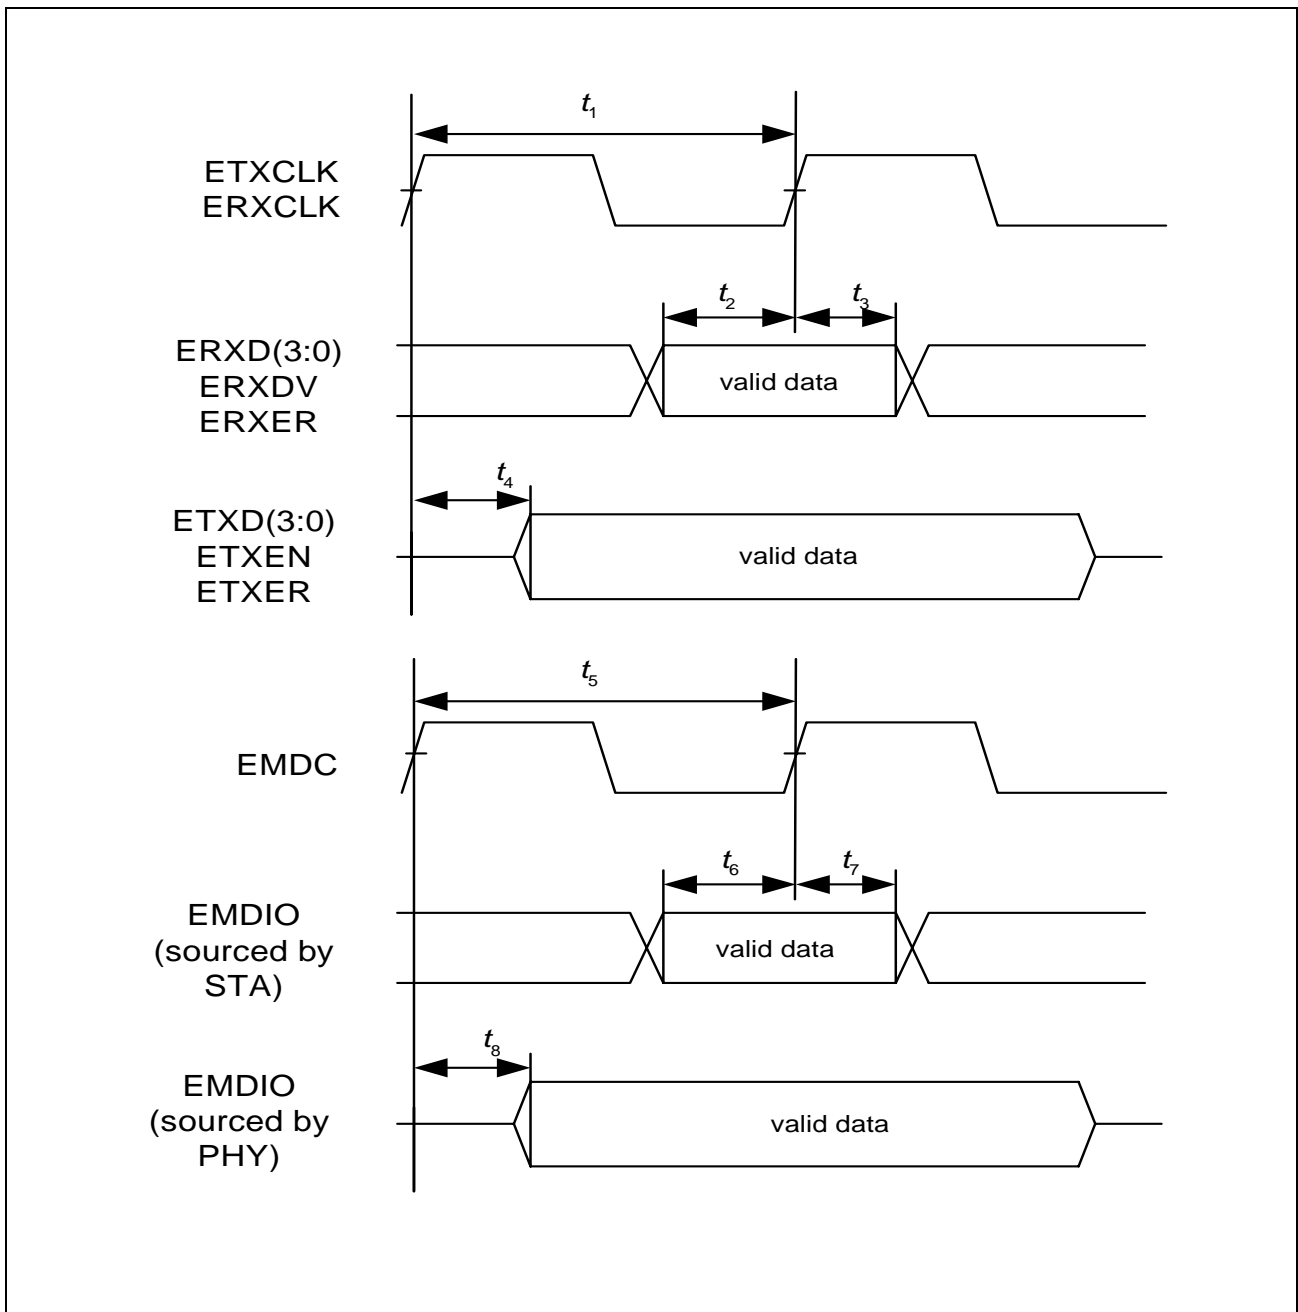 t1
ETXCLK
ERXCLK
t2
t3
ERXD(3:0)
ERXDV
ERXER
valid data
t4
ETXD(3:0)
ETXEN
ETXER
valid data
t5
EMDC
t6
t7
EMDIO
(sourced by
STA)
valid data
t8
EMDIO
(sourced by
PHY)
valid data